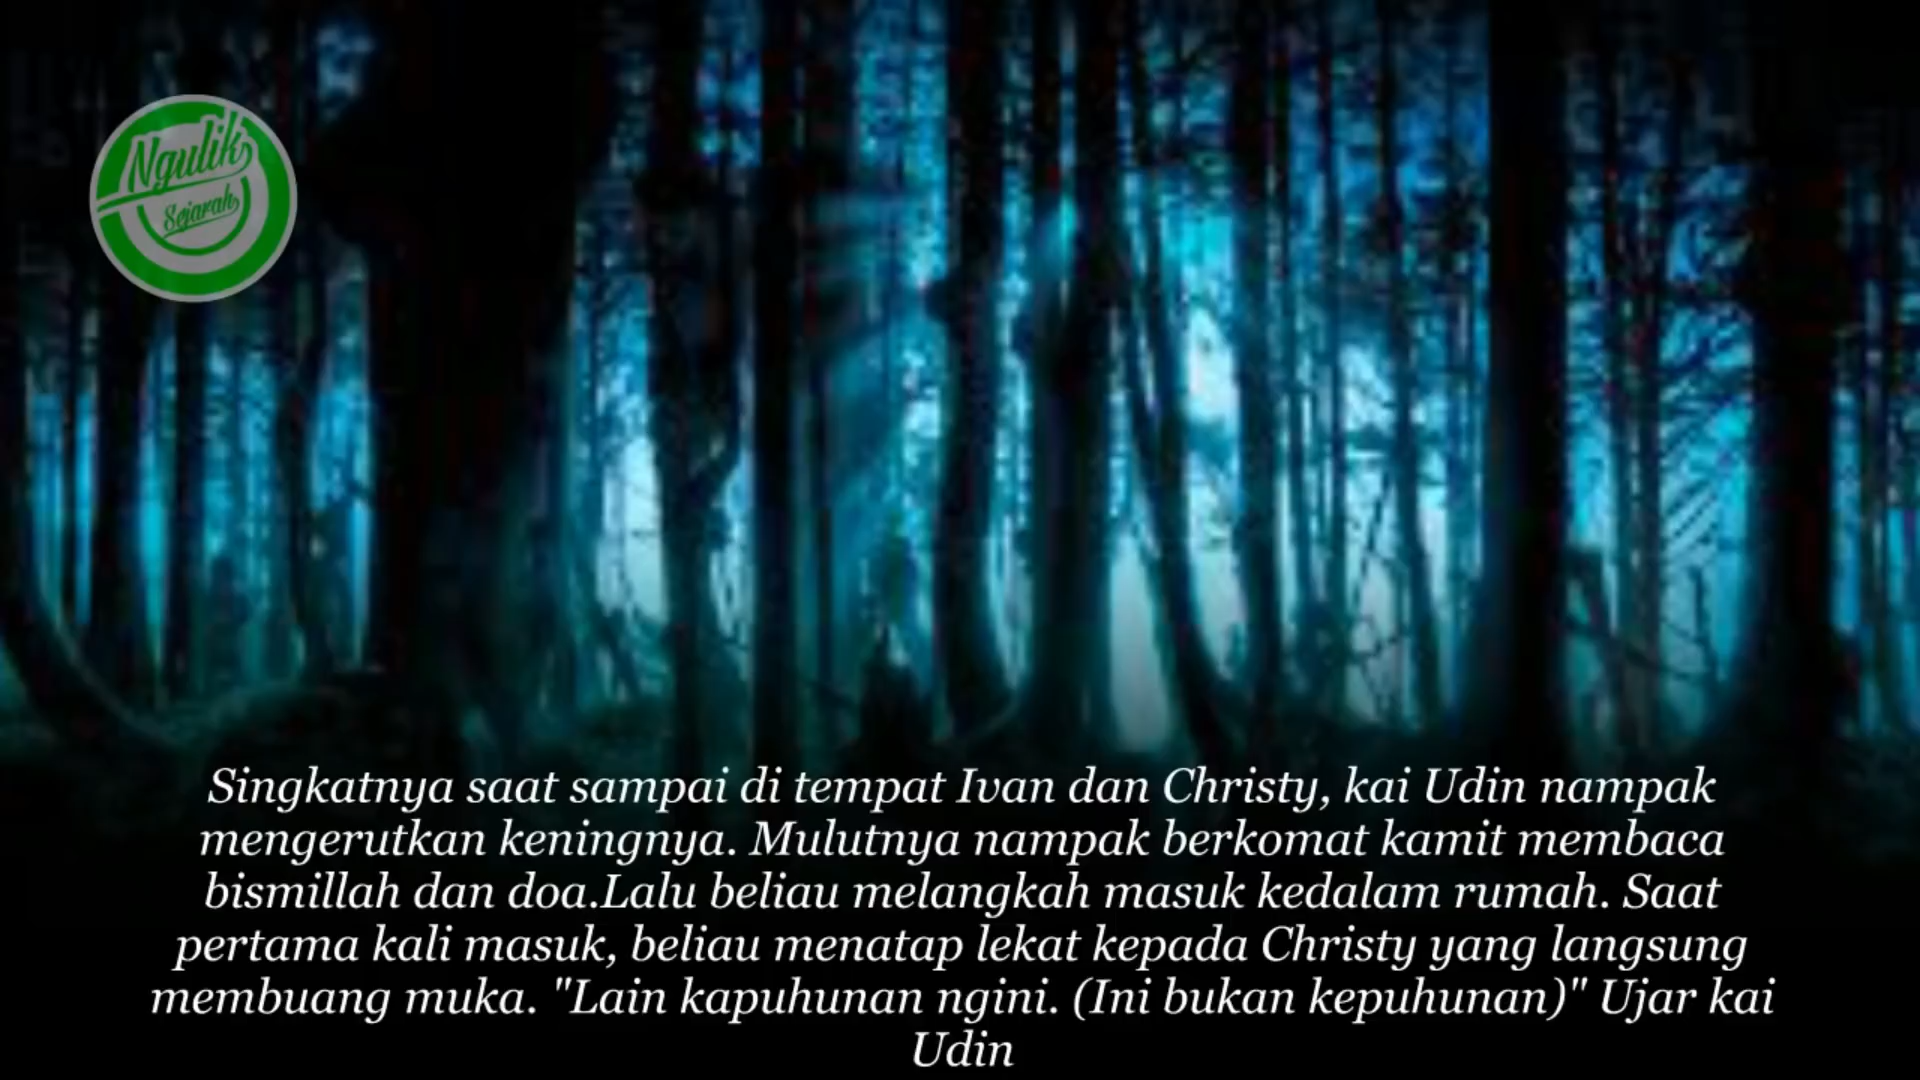 Ngulik
Sejarah
Singkatnya saat sampai di tempat Ivan dan Christy, kai Udin nampak
mengerutkan keningnya. Mulutnya nampak berkomat kamit membaca
bismillah dan doa.Lalu beliau melangkah masuk kedalam rumah. Saat
pertama kali masuk, beliau menatap lekat kepada Christy yang langsung
membuang muka. "Lain kapuhunan ngini. (Ini bukan kepuhunan)" Ujar kai
Udin